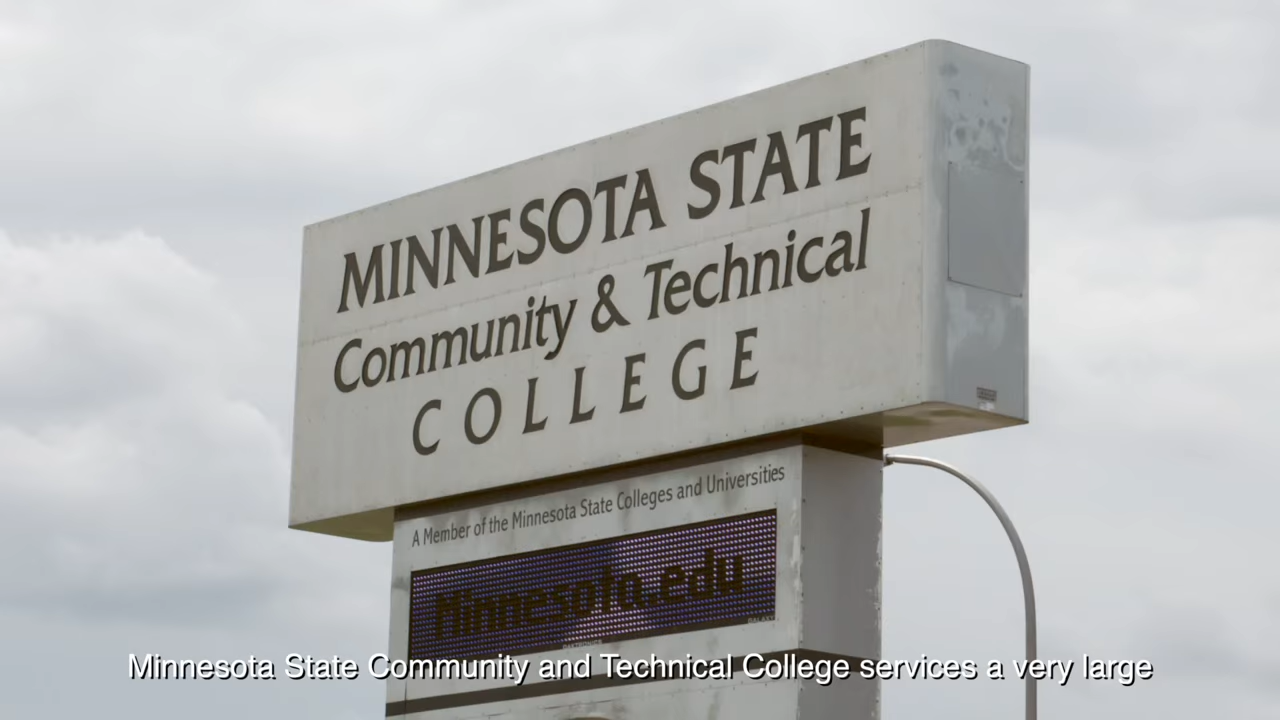 MINNESOTA STATE
Community & Technical
COLLEGE
A Member of the Minnesota State Colleges and Universities
Minnesota.edu
Minnesota State Community and Technical College services a very large